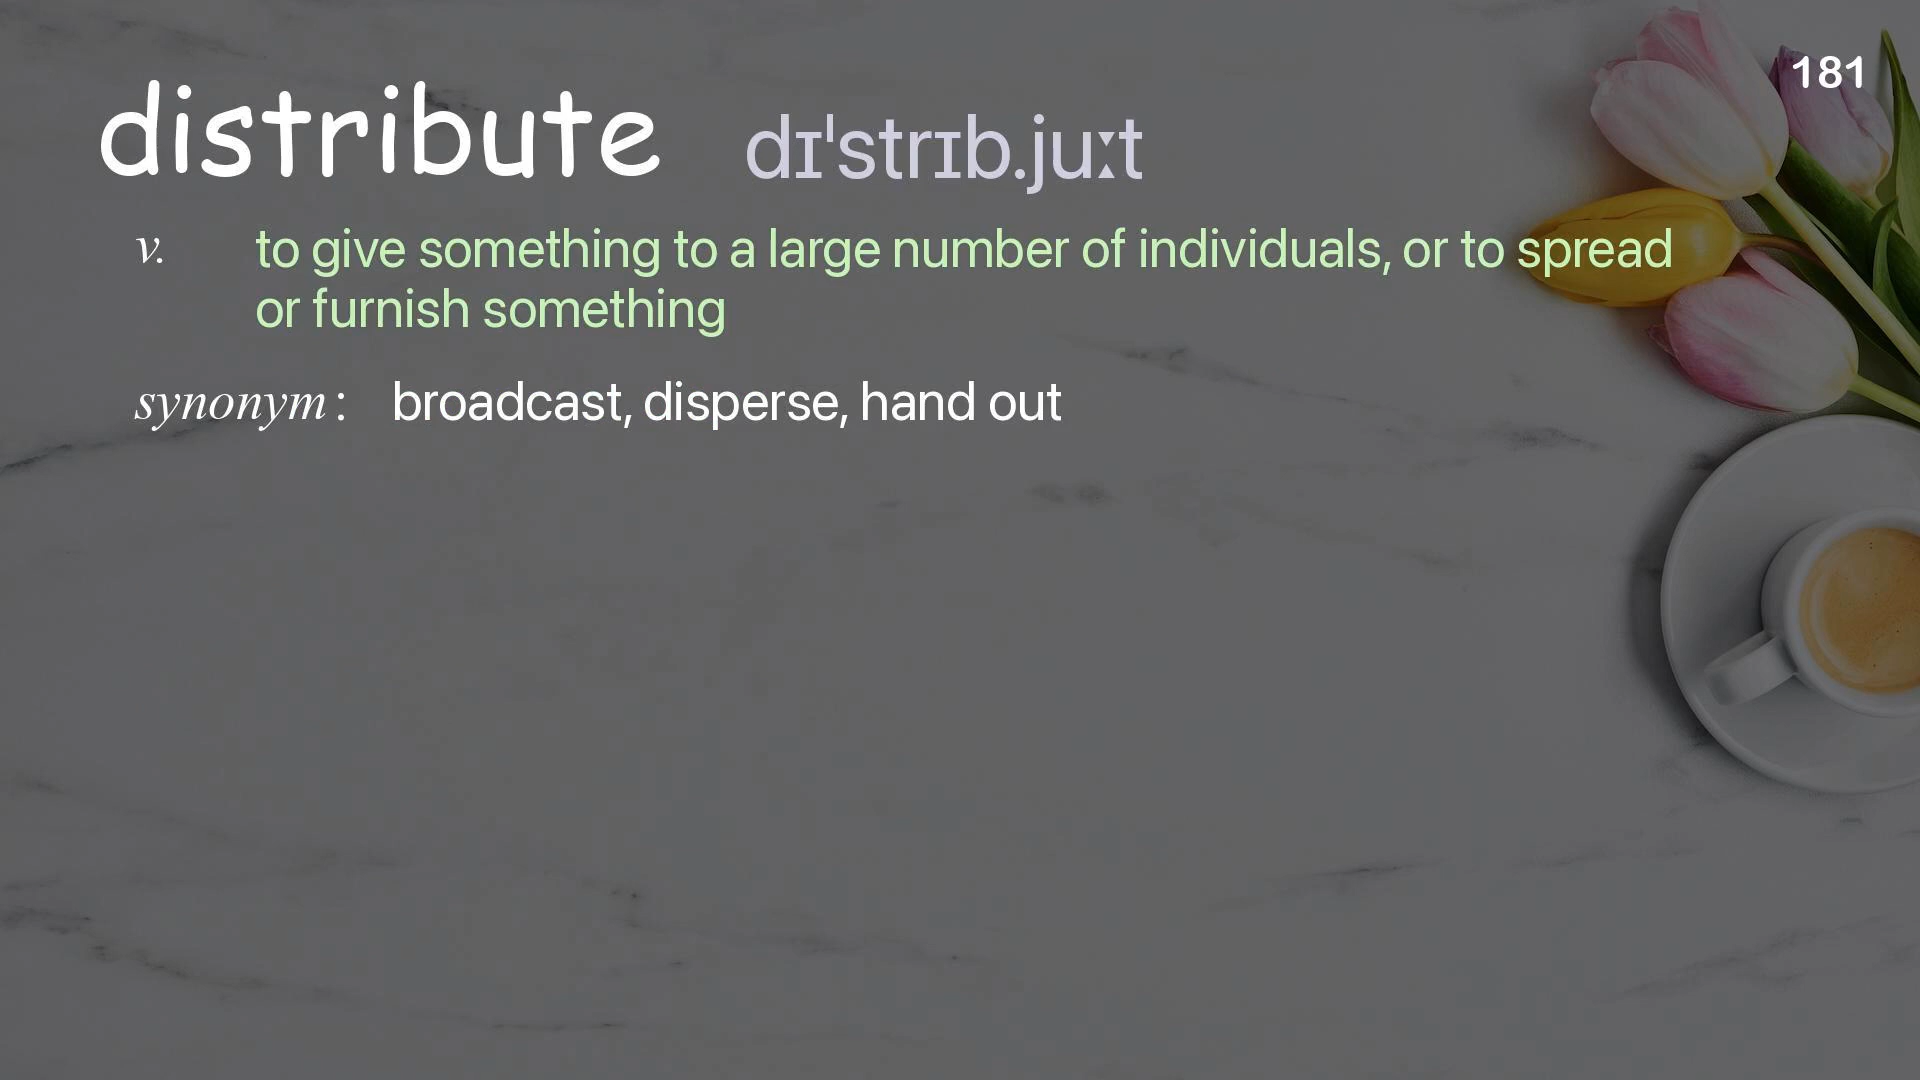 181
distribute dɪˈstrɪb.juːt
v. to give something to a large number of individuals, or to spread
or furnish something
synonym : broadcast, disperse, hand out